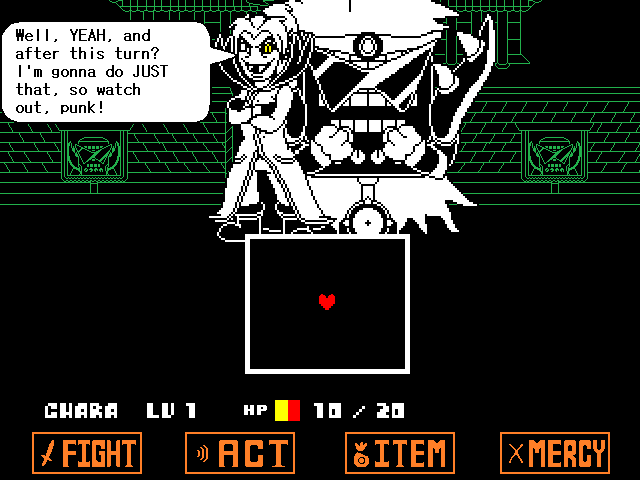 Well, YEAH, and
after this turn?
I'm gonna do JUST
that, so watch
out, punk!
CHARA LV 1 HP 10 / 20
FIGHT ACT ITEM MERCY